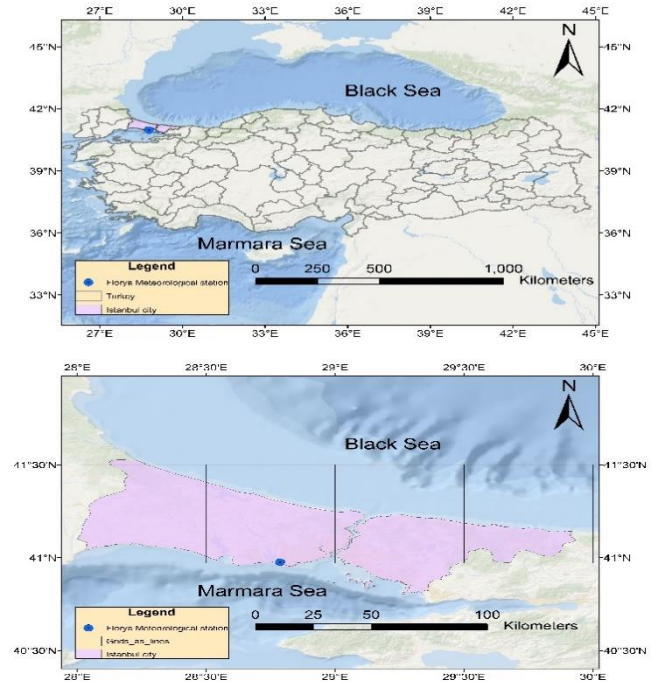 27°E 30°E 33°E 36°E 39°E 42°E 45°E
45°N 45°N
N
Black Sea
42°N 42°N
39°N 39°N
36°N 36°N
Marmara Sea
Legend
Florya Meteorological station
Turkey
Istanbul city
0 250 500 1,000
Kilometers
33°N 33°N
27°E 30°E 33°E 36°E 39°E 42°E 45°E
28°E 28°30'E 29°E 29°30'E 30°E
N
Black Sea
41°30'N 41°30'N
41°N 41°N
Marmara Sea
Legend
Florya Meteorological station
Grids_as_lines
Istanbul city
0 25 50 100
Kilometers
40°30'N 40°30'N
28°E 28°30'E 29°E 29°30'E 30°E